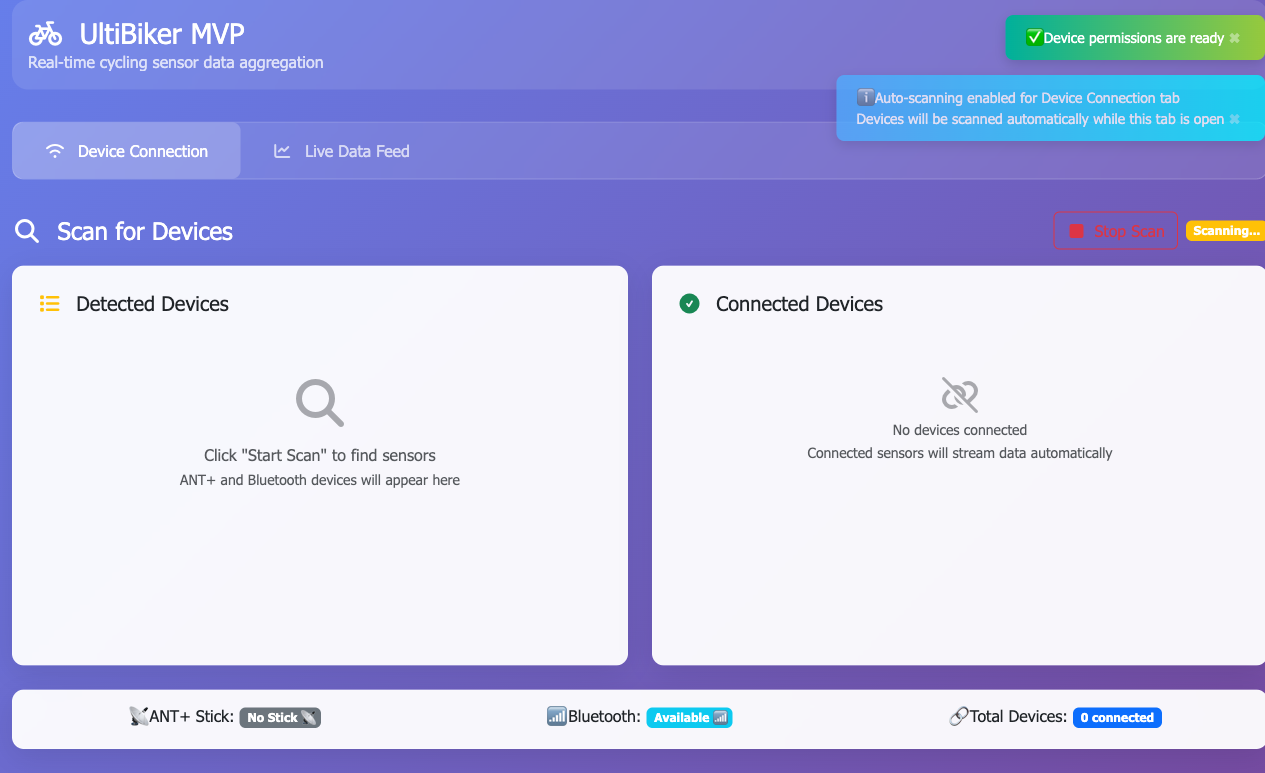 UltiBiker MVP
Real-time cycling sensor data aggregation
Device permissions are ready
Auto-scanning enabled for Device Connection tab
Devices will be scanned automatically while this tab is open
Device Connection
Live Data Feed
Scan for Devices
Stop Scan
Scanning...
Detected Devices
Click "Start Scan" to find sensors
ANT+ and Bluetooth devices will appear here
Connected Devices
No devices connected
Connected sensors will stream data automatically
ANT+ Stick: No Stick
Bluetooth: Available
Total Devices: 0 connected